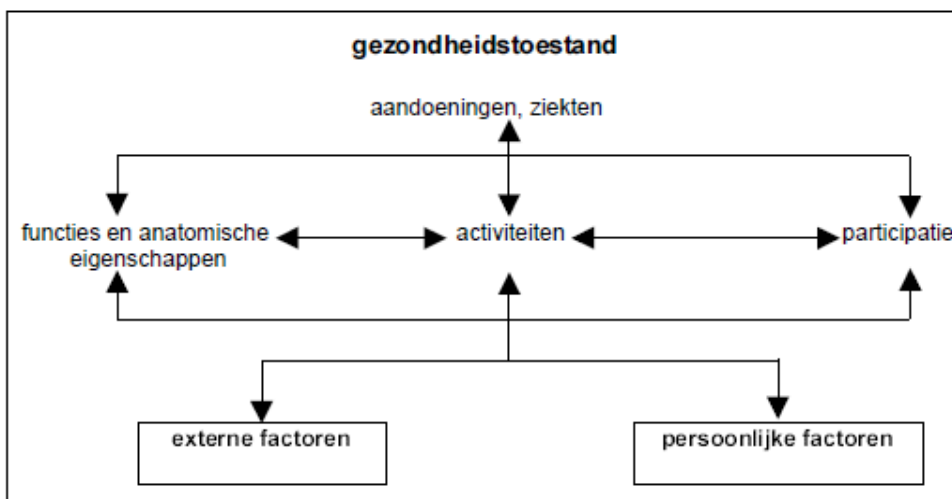 gezondheidstoestand
aandoeningen, ziekten
functies en anatomische
eigenschappen
activiteiten
participatie
externe factoren
persoonlijke factoren